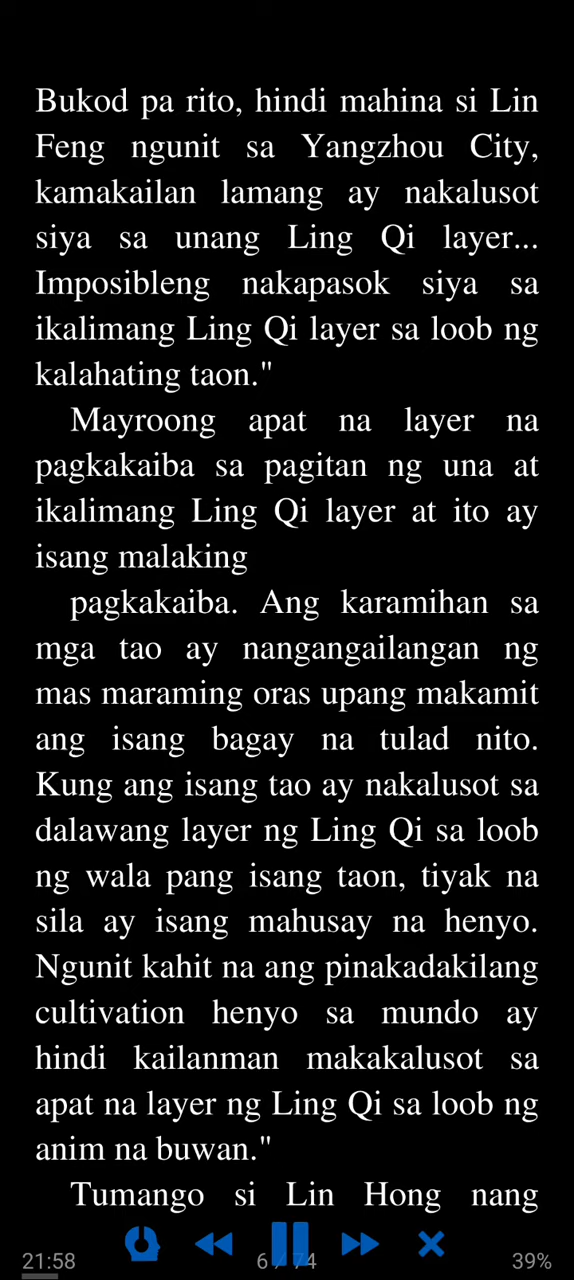 Bukod pa rito, hindi mahina si Lin
Feng ngunit sa Yangzhou City,
kamakailan lamang ay nakalusot
siya sa unang Ling Qi layer...
Imposibleng nakapasok siya sa
ikalimang Ling Qi layer sa loob ng
kalahating taon."
Mayroong apat na layer na
pagkakaiba sa pagitan ng una at
ikalimang Ling Qi layer at ito ay
isang malaking
pagkakaiba. Ang karamihan sa
mga tao ay nangangailangan ng
mas maraming oras upang makamit
ang isang bagay na tulad nito.
Kung ang isang tao ay nakalusot sa
dalawang layer ng Ling Qi sa loob
ng wala pang isang taon, tiyak na
sila ay isang mahusay na henyo.
Ngunit kahit na ang pinakadakilang
cultivation henyo sa mundo ay
hindi kailanman makakalusot sa
apat na layer ng Ling Qi sa loob ng
anim na buwan."
Tumango si Lin Hong nang
21:58 6 / 74 39%